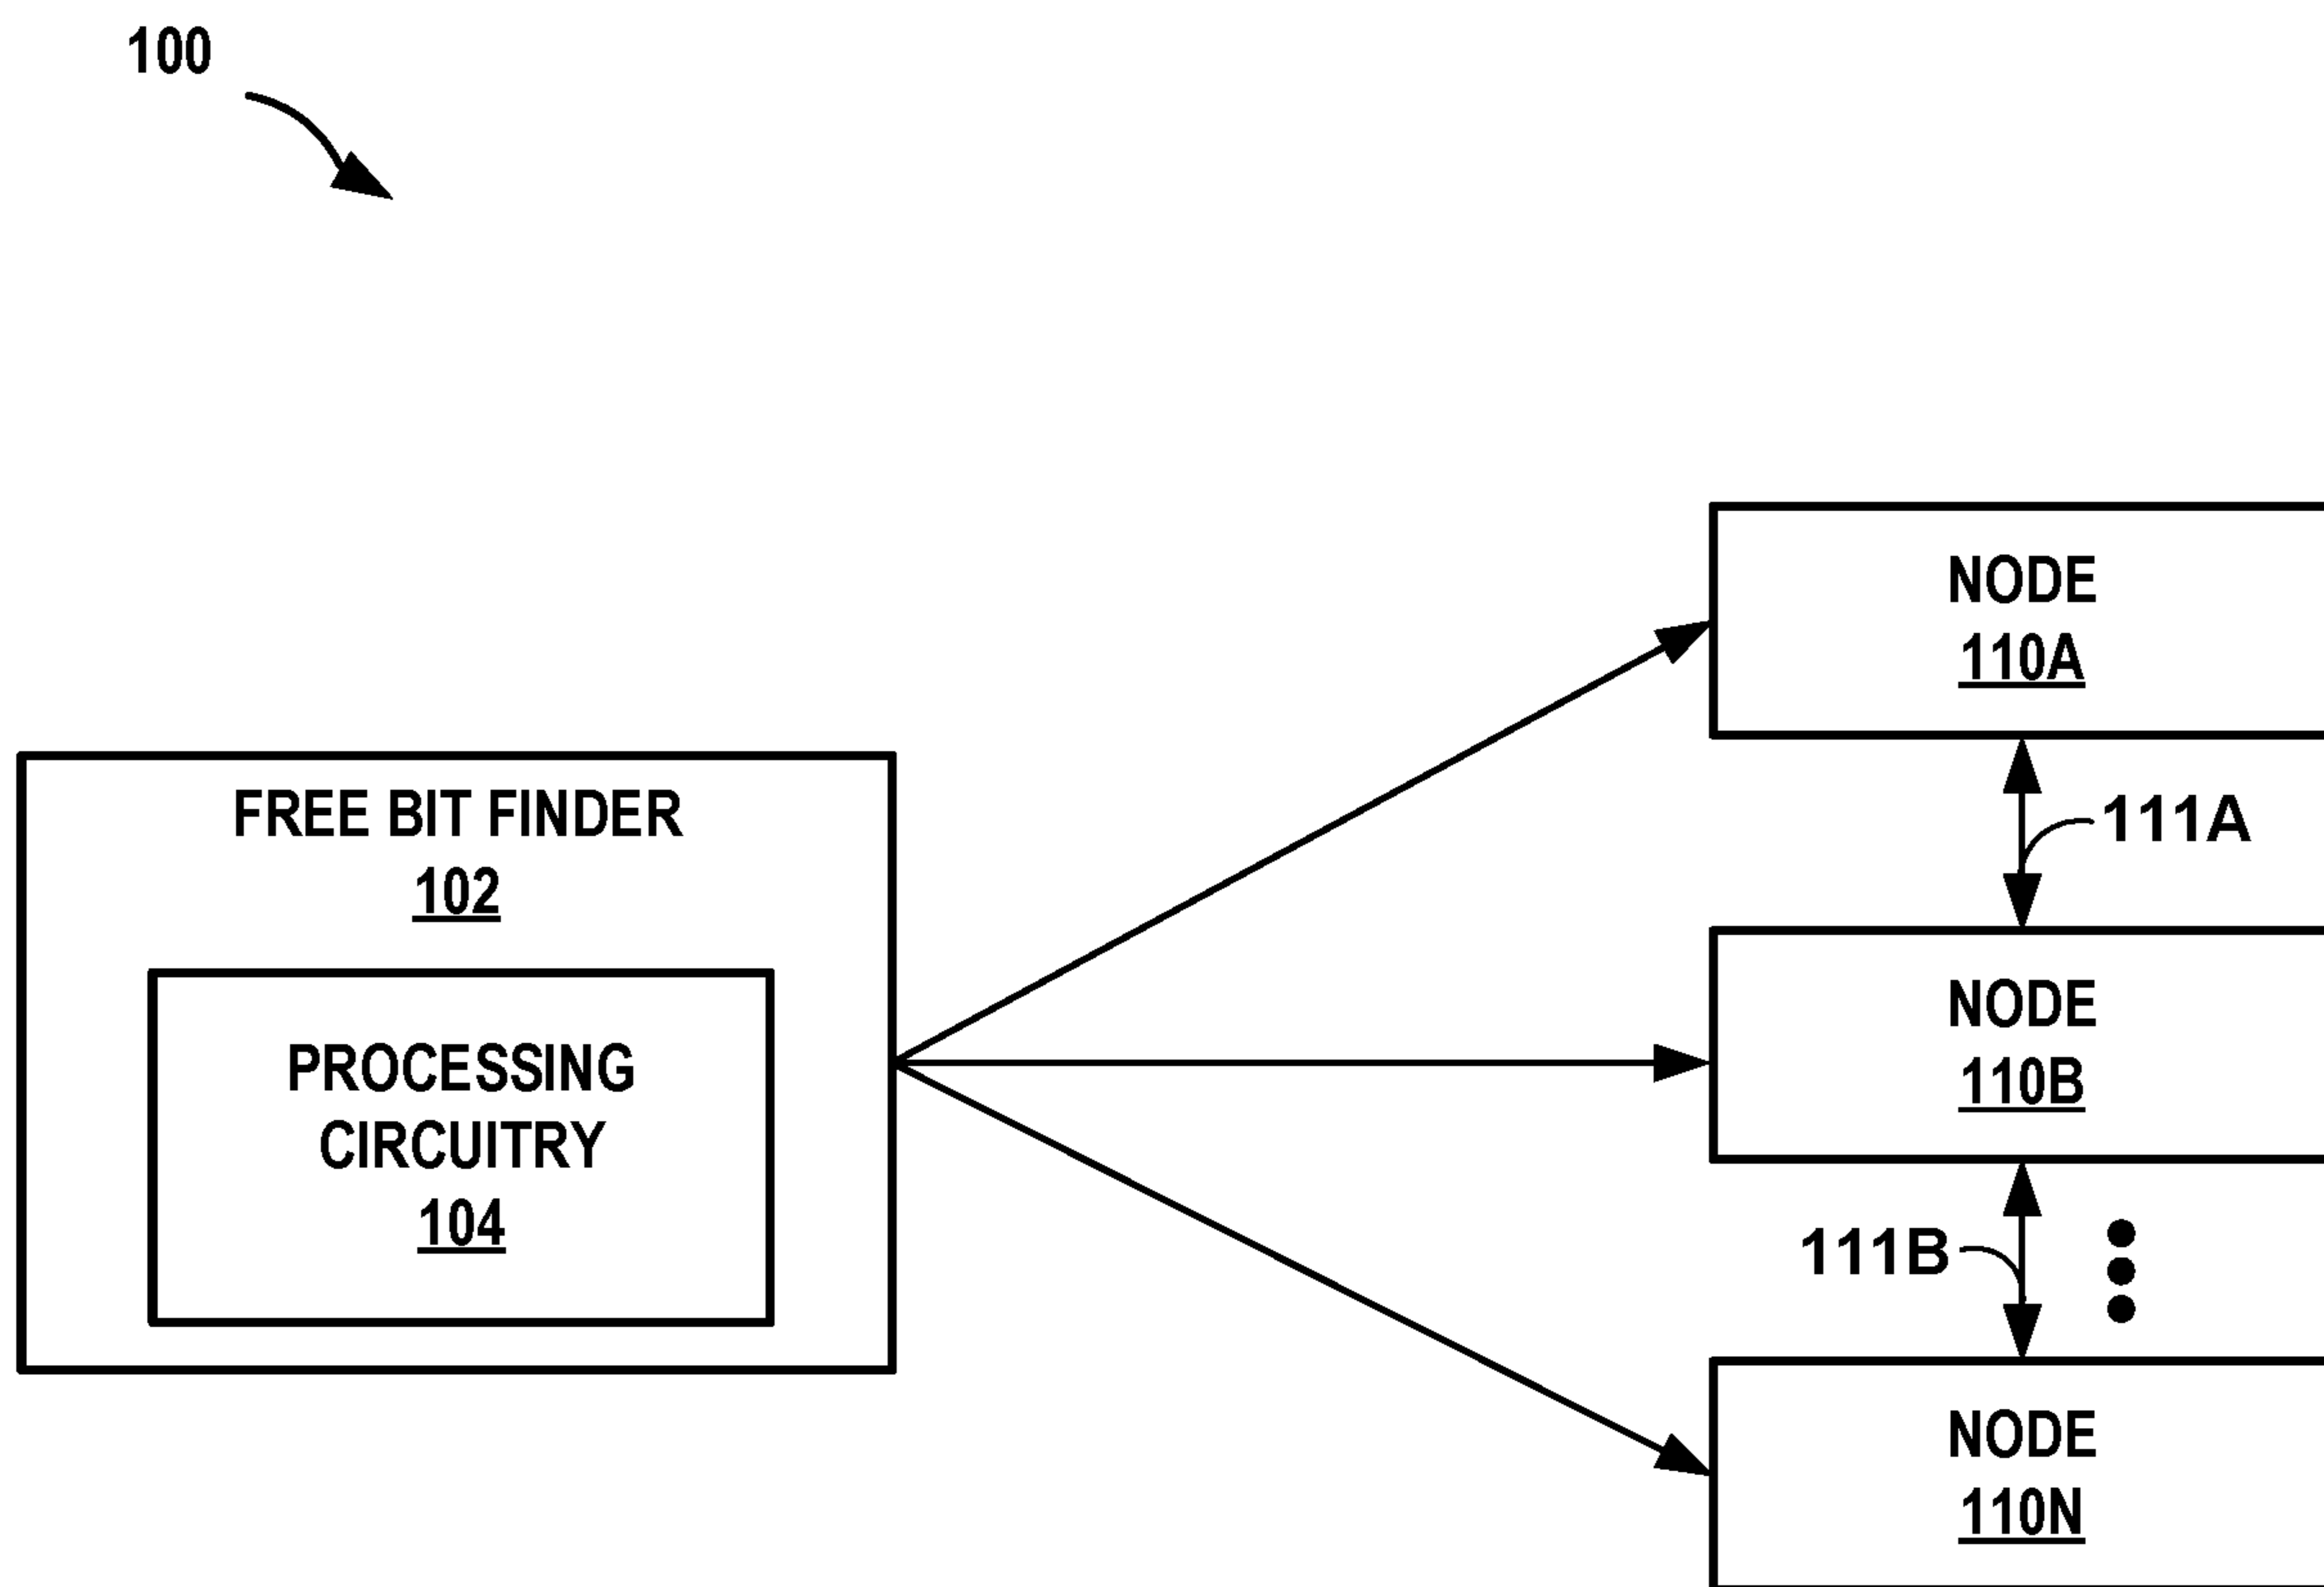 100
NODE
110A
FREE BIT FINDER
102
111A
PROCESSING
CIRCUITRY
104
NODE
110B
111B
NODE
110N